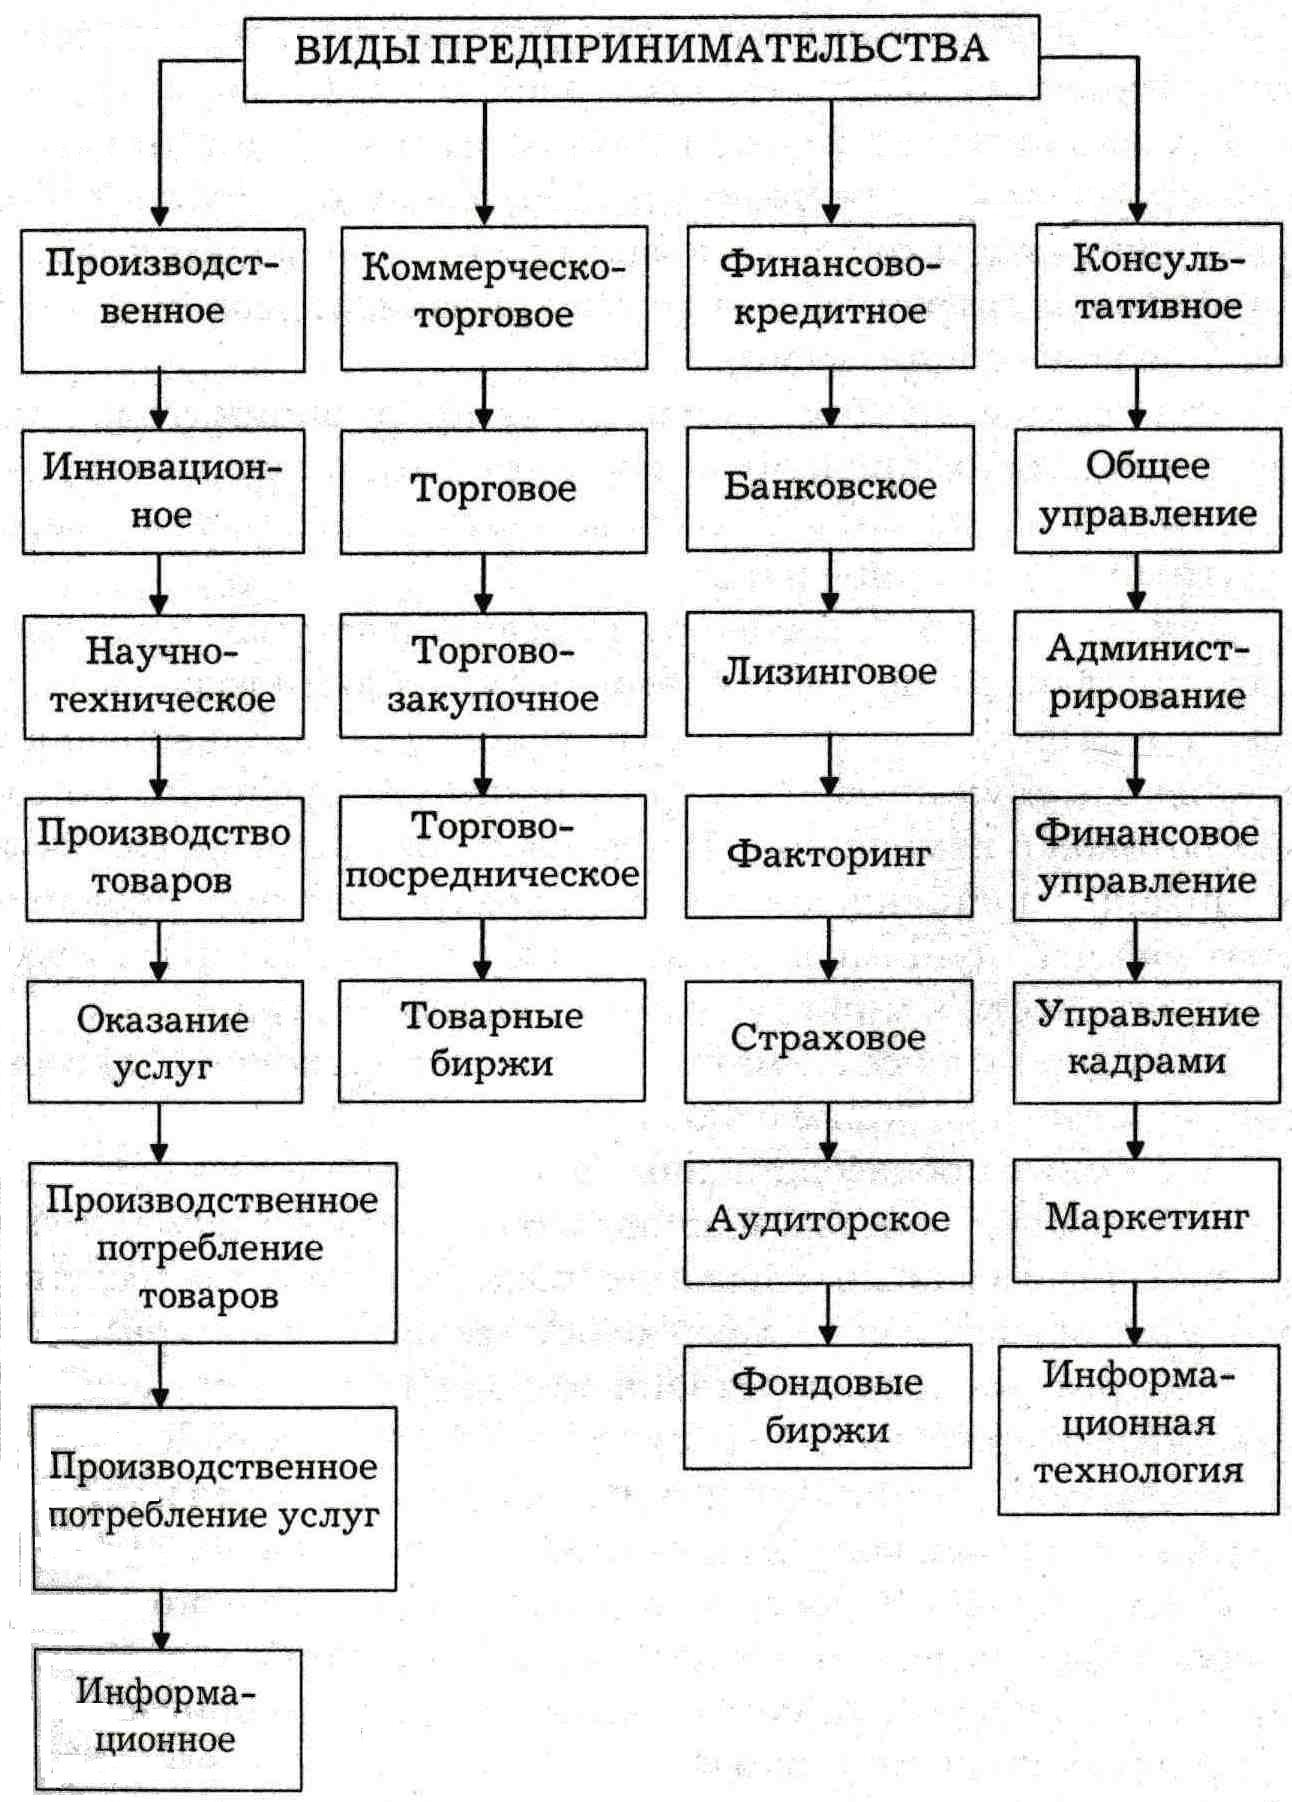 ВИДЫ ПРЕДПРИНИМАТЕЛЬСТВА
Производст-
венное
Инновацион-
ное
Научно-
техническое
Производство
товаров
Оказание
услуг
Производственное
потребление
товаров
Производственное
потребление услуг
Информа-
ционное
Коммерческо-
торговое
Торговое
Торгово-
закупочное
Торгово-
посредническое
Товарные
биржи
Финансово-
кредитное
Банковское
Лизинговое
Факторинг
Страховое
Аудиторское
Фондовые
биржи
Консуль-
тативное
Общее
управление
Админист-
рирование
Финансовое
управление
Управление
кадрами
Маркетинг
Информа-
ционная
технология